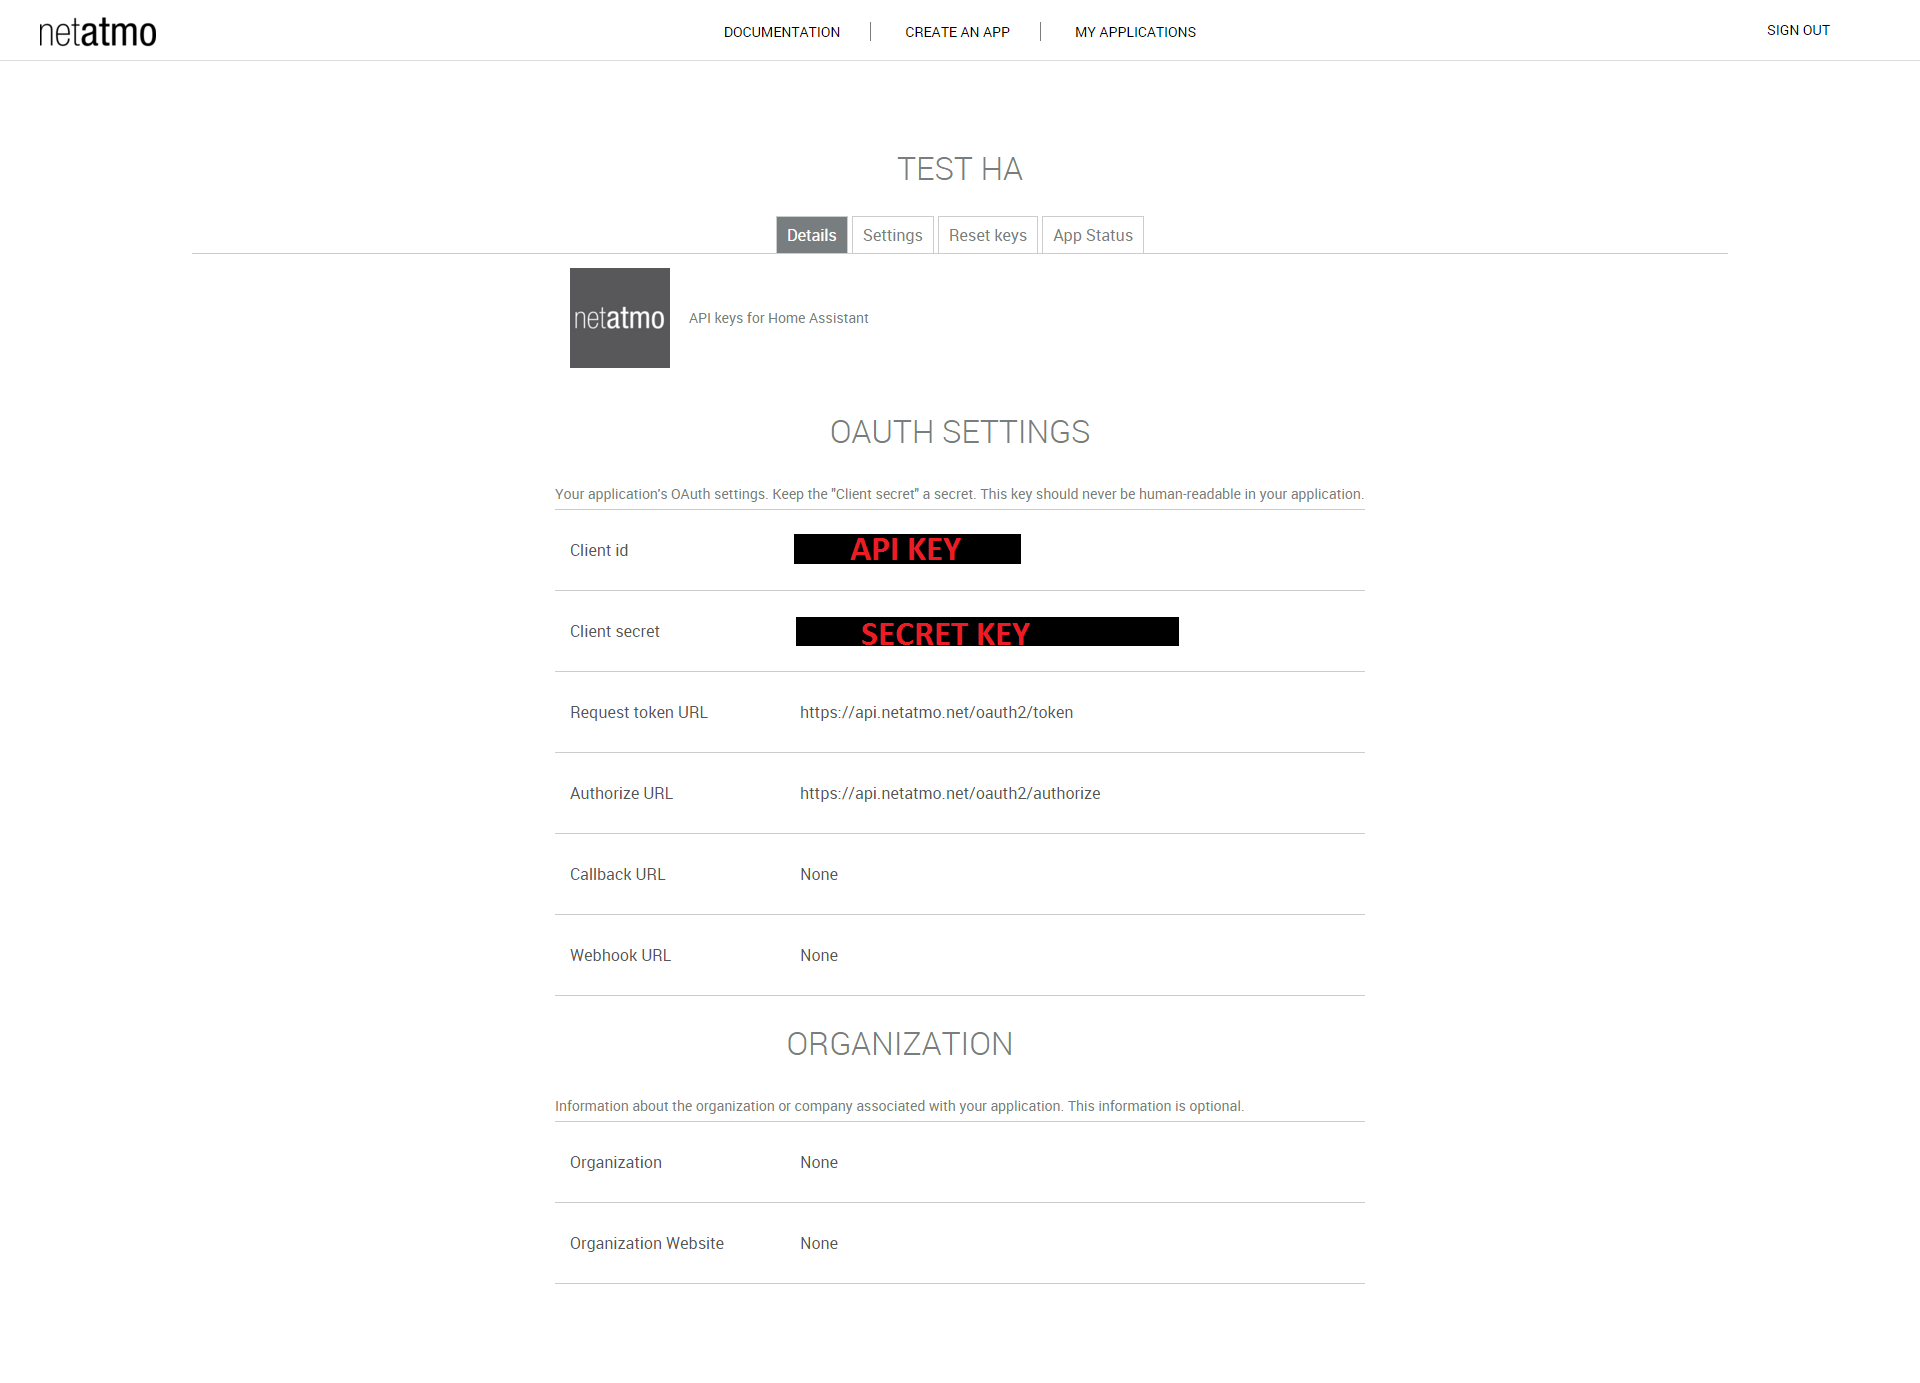 netatmo
DOCUMENTATION
CREATE AN APP
MY APPLICATIONS
SIGN OUT
TEST HA
Details
Settings
Reset keys
App Status
netatmo
API keys for Home Assistant
OAUTH SETTINGS
Your application's OAuth settings. Keep the "Client secret" a secret. This key should never be human-readable in your application.
Client id API KEY
Client secret SECRET KEY
Request token URL https://api.netatmo.net/oauth2/token
Authorize URL https://api.netatmo.net/oauth2/authorize
Callback URL None
Webhook URL None
ORGANIZATION
Information about the organization or company associated with your application. This information is optional.
Organization None
Organization Website None